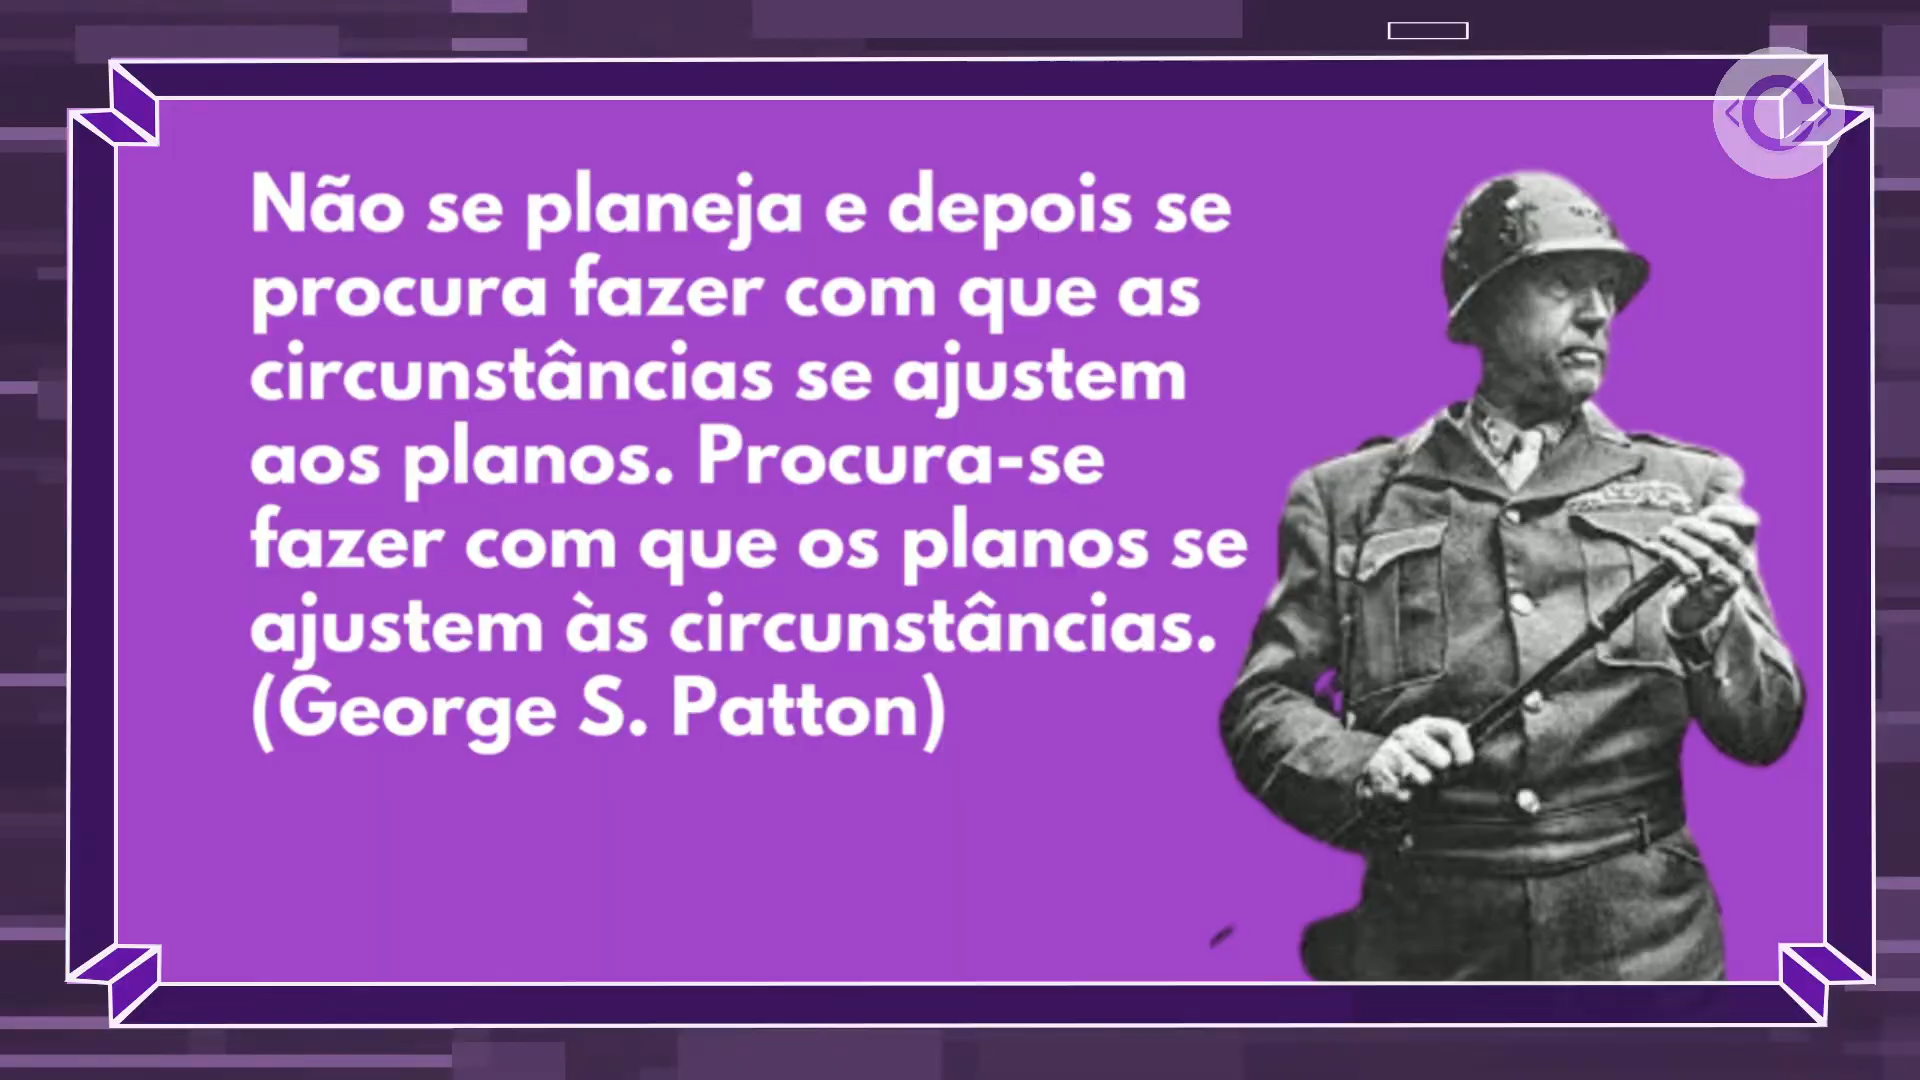 Não se planeja e depois se
procura fazer com que as
circunstâncias se ajustem
aos planos. Procura-se
fazer com que os planos se
ajustem às circunstâncias.
(George S. Patton)